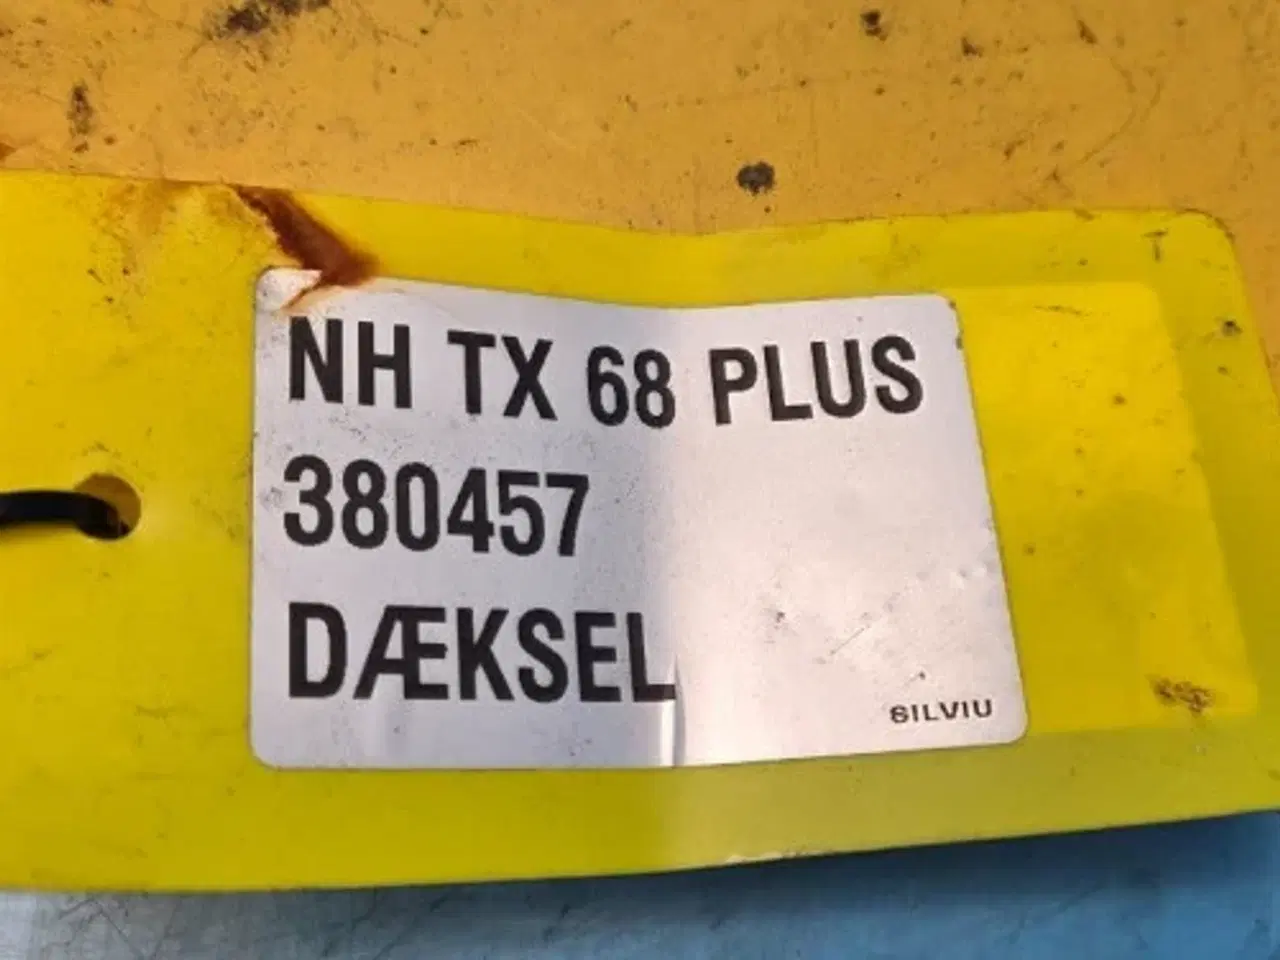 NH TX 68 PLUS
380457
DÆKSEL
SILVIU